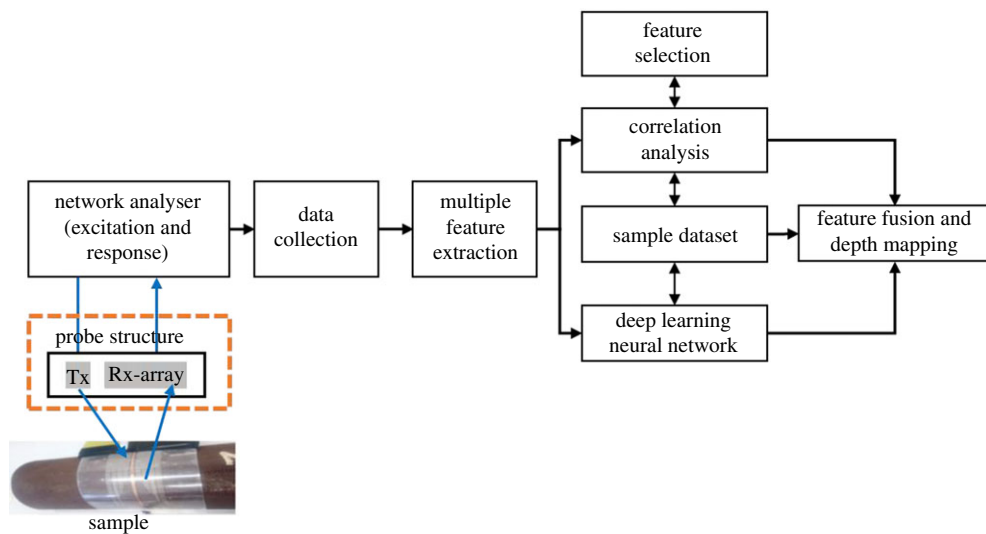 feature
selection
correlation
analysis
network analyser
(excitation and
response)
data
collection
multiple
feature
extraction
sample dataset
feature fusion and
depth mapping
deep learning
neural network
probe structure
Tx
Rx-array
sample